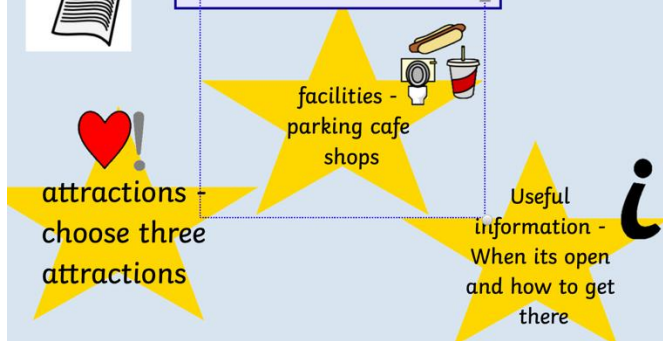 facilities -
parking cafe
shops
attractions -
choose three
attractions
Useful
information -
When its open
and how to get
there